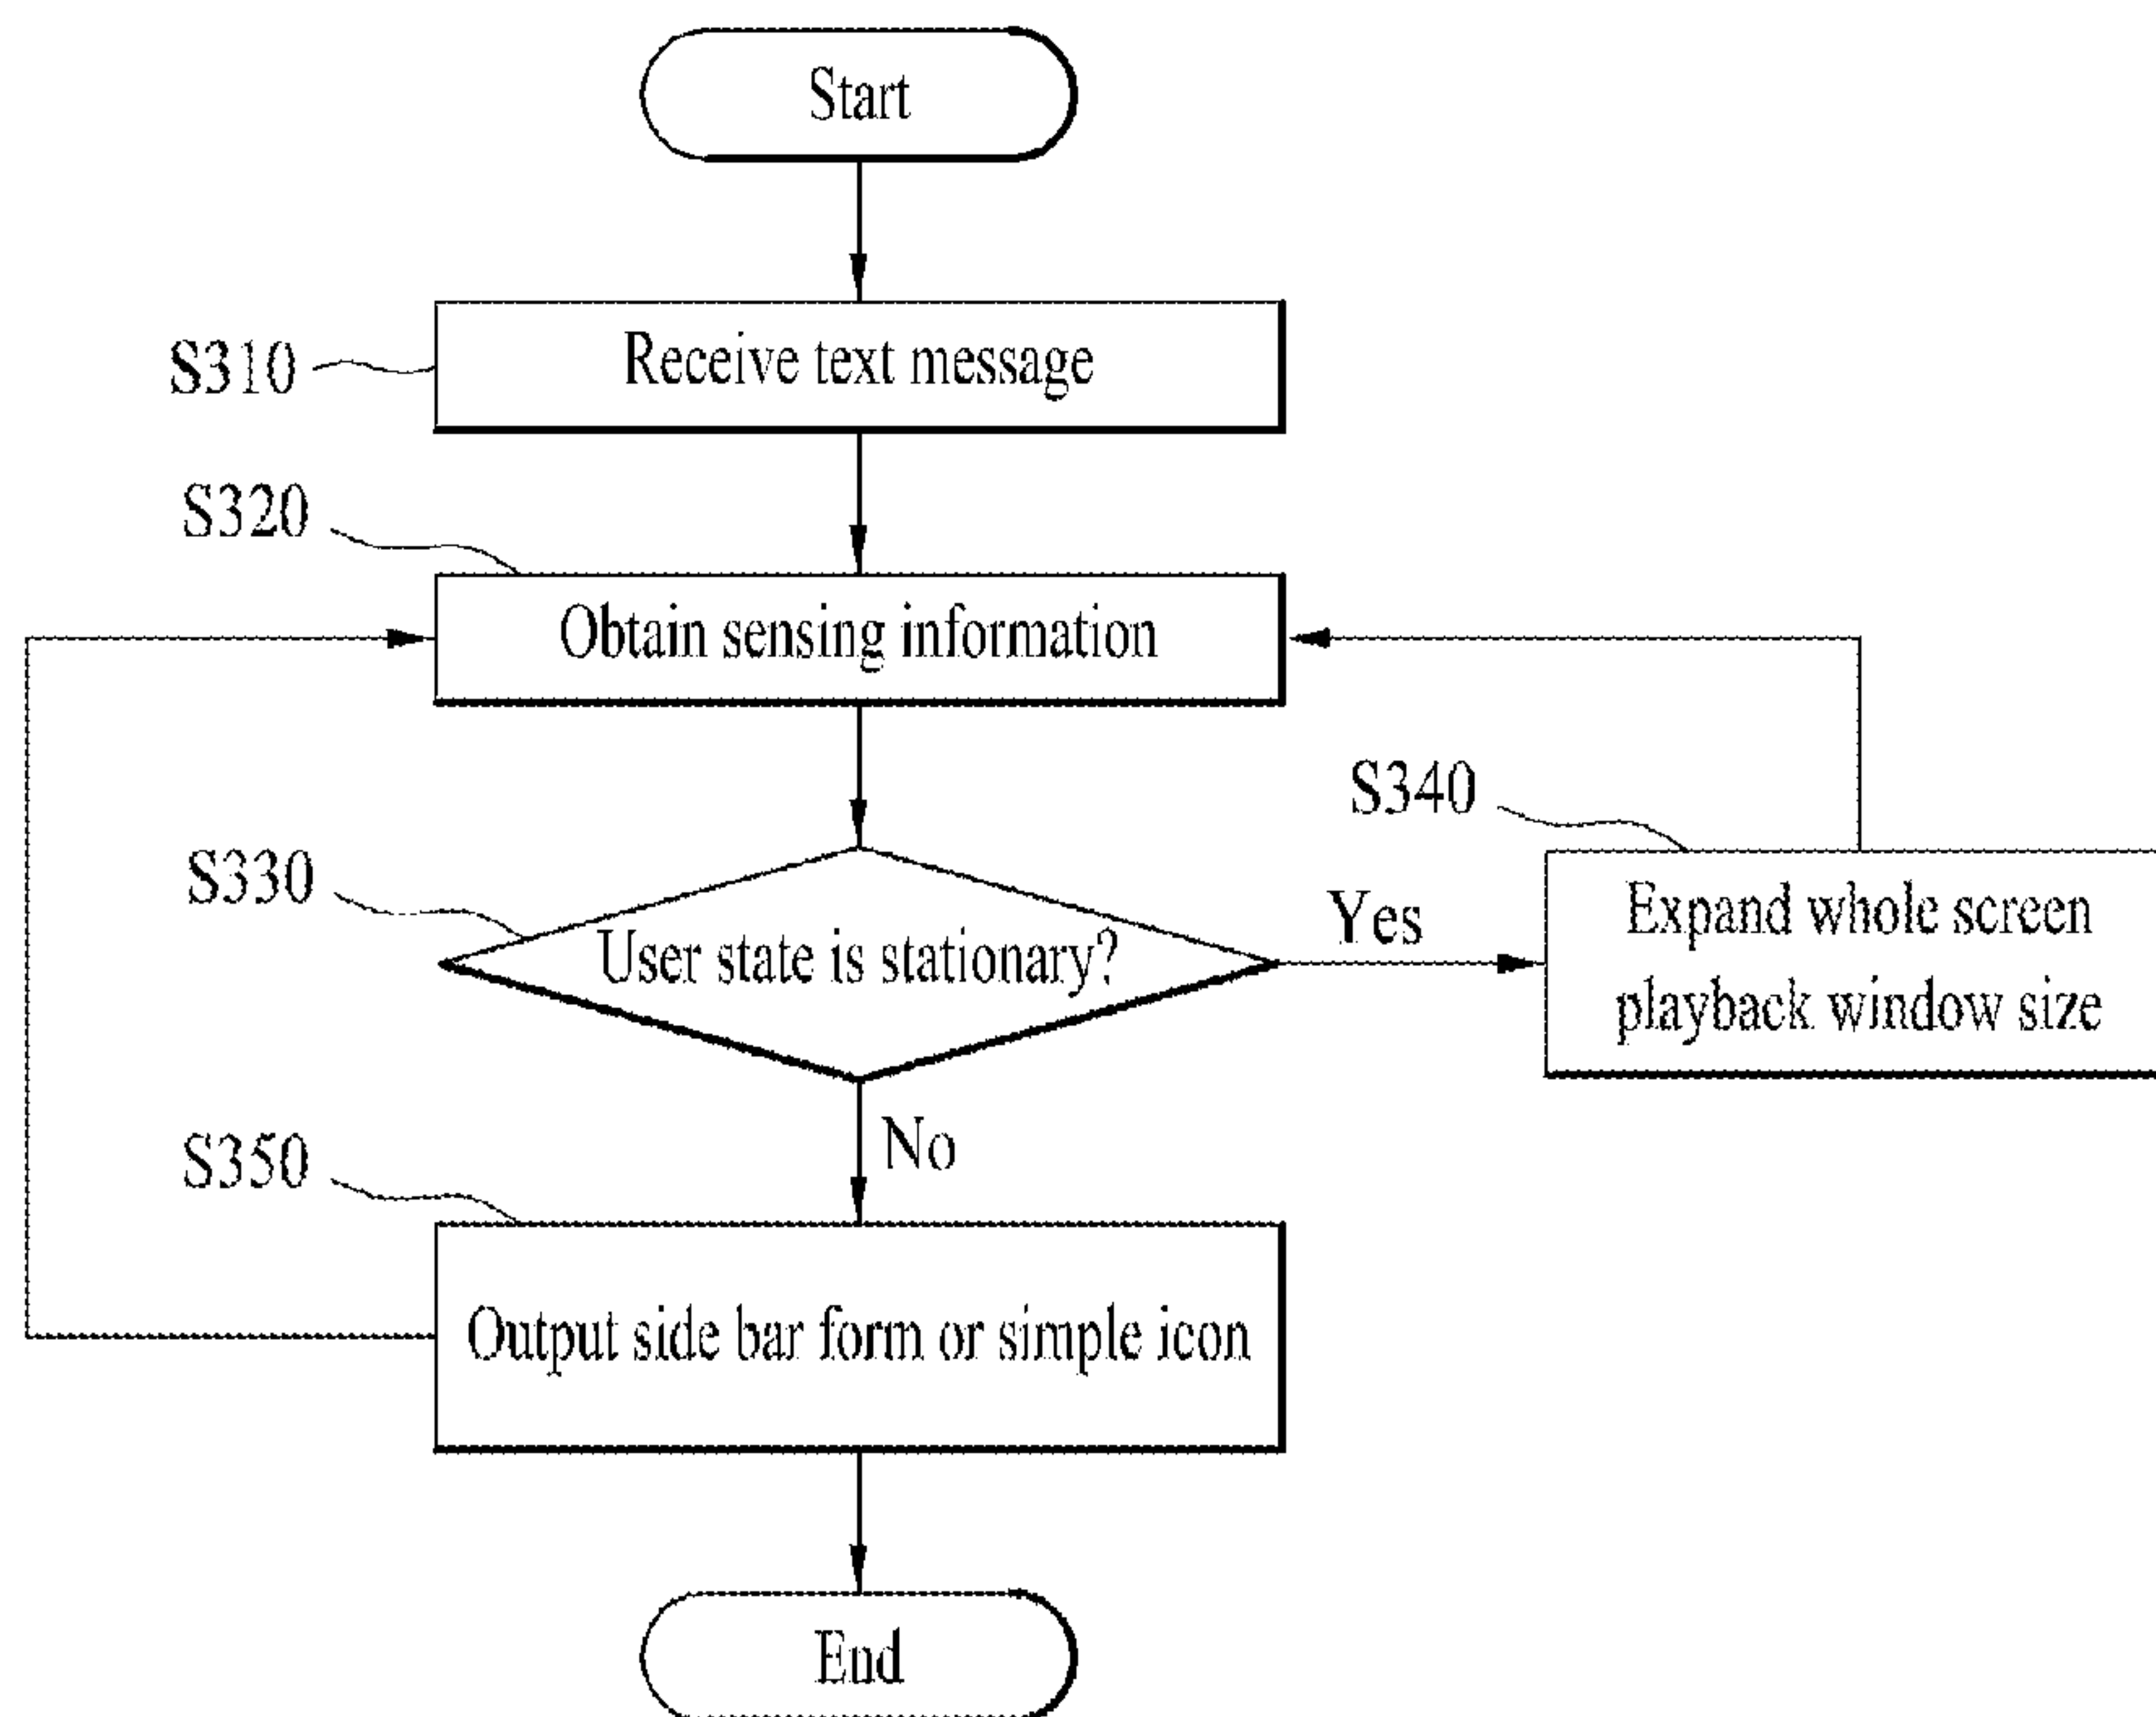 Start
S310
Receive text message
S320
Obtain sensing information
S330
User state is stationary?
Yes
S340
Expand whole screen
playback window size
No
S350
Output side bar form or simple icon
End